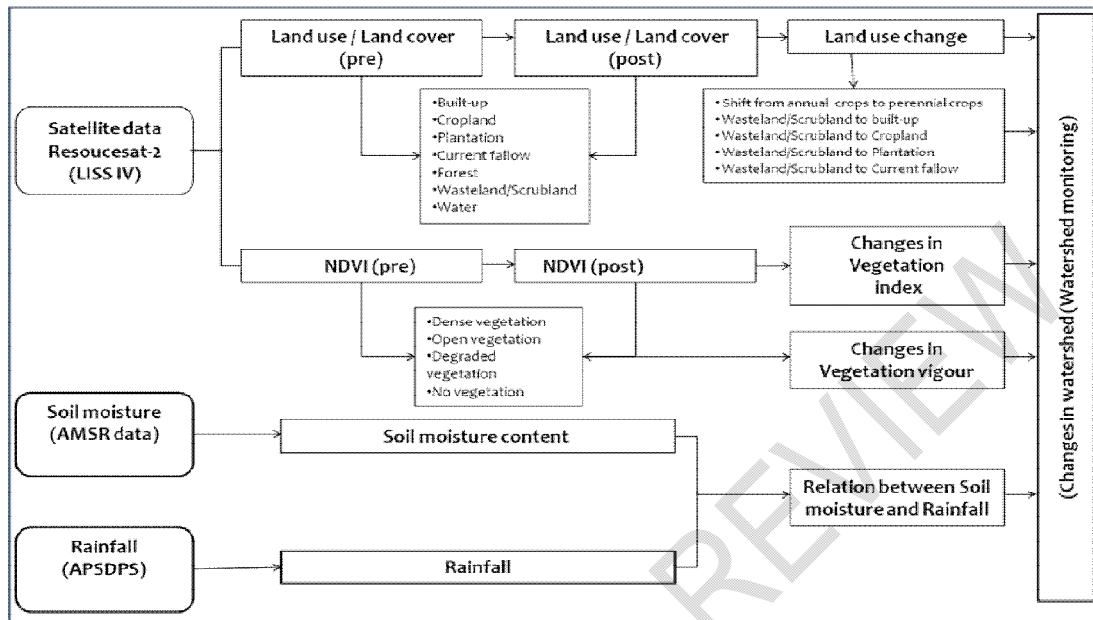 Land use / Land cover
(pre)
Land use / Land cover
(post)
Land use change
Satellite data
Resoucesat-2
(LISS IV)
•Built-up
•Cropland
•Plantation
•Current fallow
•Forest
•Wasteland/Scrubland
•Water
•Shift from annual crops to perennial crops
•Wasteland/Scrubland to built-up
•Wasteland/Scrubland to Cropland
•Wasteland/Scrubland to Plantation
•Wasteland/Scrubland to Current fallow
NDVI (pre)
NDVI (post)
Changes in
Vegetation
index
•Dense vegetation
•Open vegetation
•Degraded
vegetation
•No vegetation
Changes in
Vegetation vigour
Soil moisture
(AMSR data)
Soil moisture content
Relation between Soil
moisture and Rainfall
Rainfall
(APSDPS)
Rainfall
(Changes in watershed (Watershed monitoring)
REVIEW